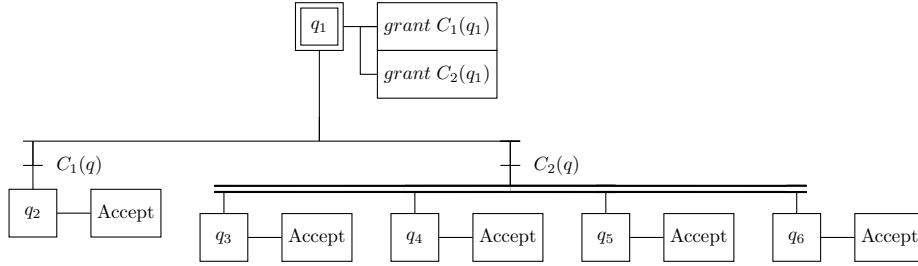 q₁
grant C₁(q₁)
grant C₂(q₁)
C₁(q)
C₂(q)
q₂ Accept
q₃ Accept q₄ Accept q₅ Accept q₆ Accept